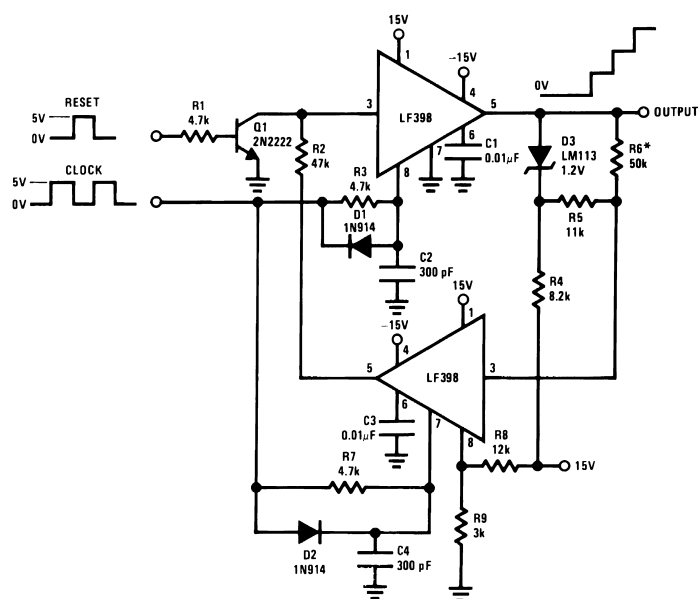 15V
-15V
0V
1
4
RESET
5V
0V
R1
4.7k
Q1
2N2222
3
LF398
5
OUTPUT
6
7
8
C1
0.01μF
D3
LM113
1.2V
R6*
50k
CLOCK
5V
0V
R2
47k
R3
4.7k
D1
1N914
R5
11k
C2
300 pF
R4
8.2k
15V
-15V
1
4
5
LF398
3
6
7
8
C3
0.01μF
R8
12k
15V
R7
4.7k
R9
3k
D2
1N914
C4
300 pF